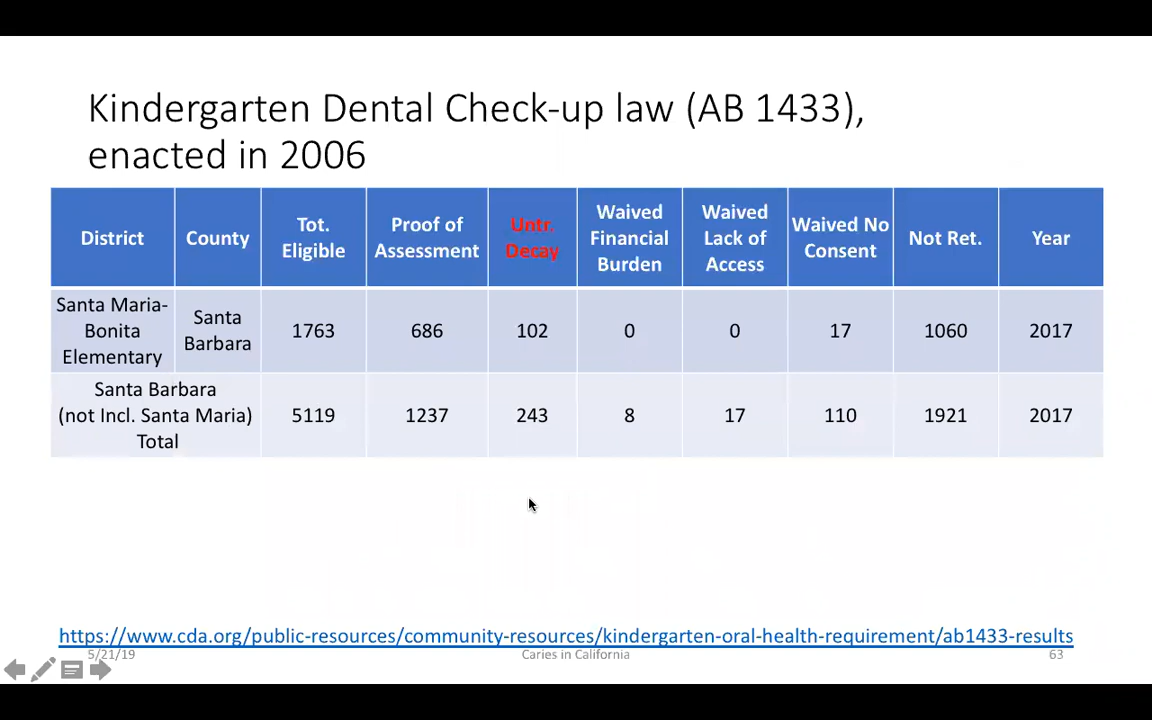 Kindergarten Dental Check-up law (AB 1433),
enacted in 2006
District County Tot. Eligible Proof of Assessment Untr. Decay Waived Financial Burden Waived Lack of Access Waived No Consent Not Ret. Year
Santa Maria-Bonita Elementary Santa Barbara 1763 686 102 0 0 17 1060 2017
Santa Barbara (not Incl. Santa Maria) Total 5119 1237 243 8 17 110 1921 2017
https://www.cda.org/public-resources/community-resources/kindergarten-oral-health-requirement/ab1433-results
5/21/19 Caries in California 63